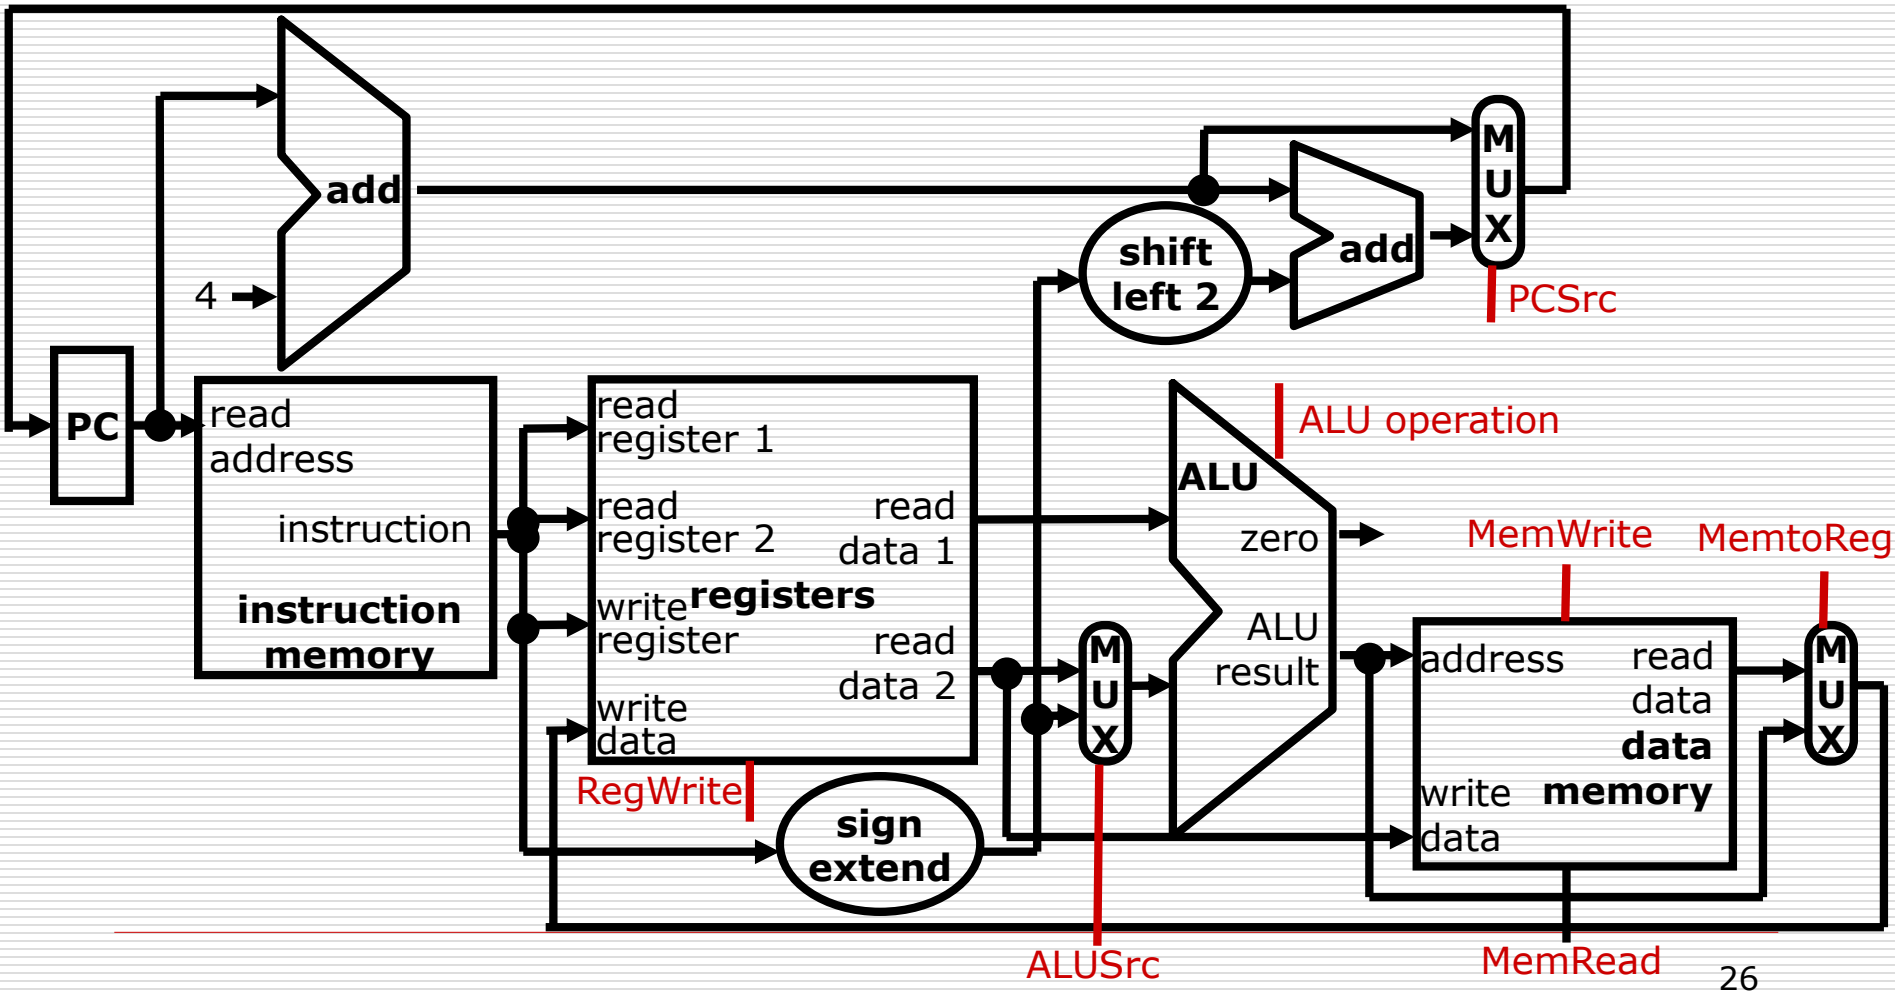 add
4
PC
read
address
instruction
instruction
memory
read
register 1
read
register 2
write
register
write
data
registers
read
data 1
read
data 2
RegWrite
sign
extend
shift
left 2
add
M
U
X
PCSrc
ALU operation
ALU
zero
ALU
result
M
U
X
ALUSrc
MemWrite
MemtoReg
address
read
data
data
memory
write
data
M
U
X
MemRead
26